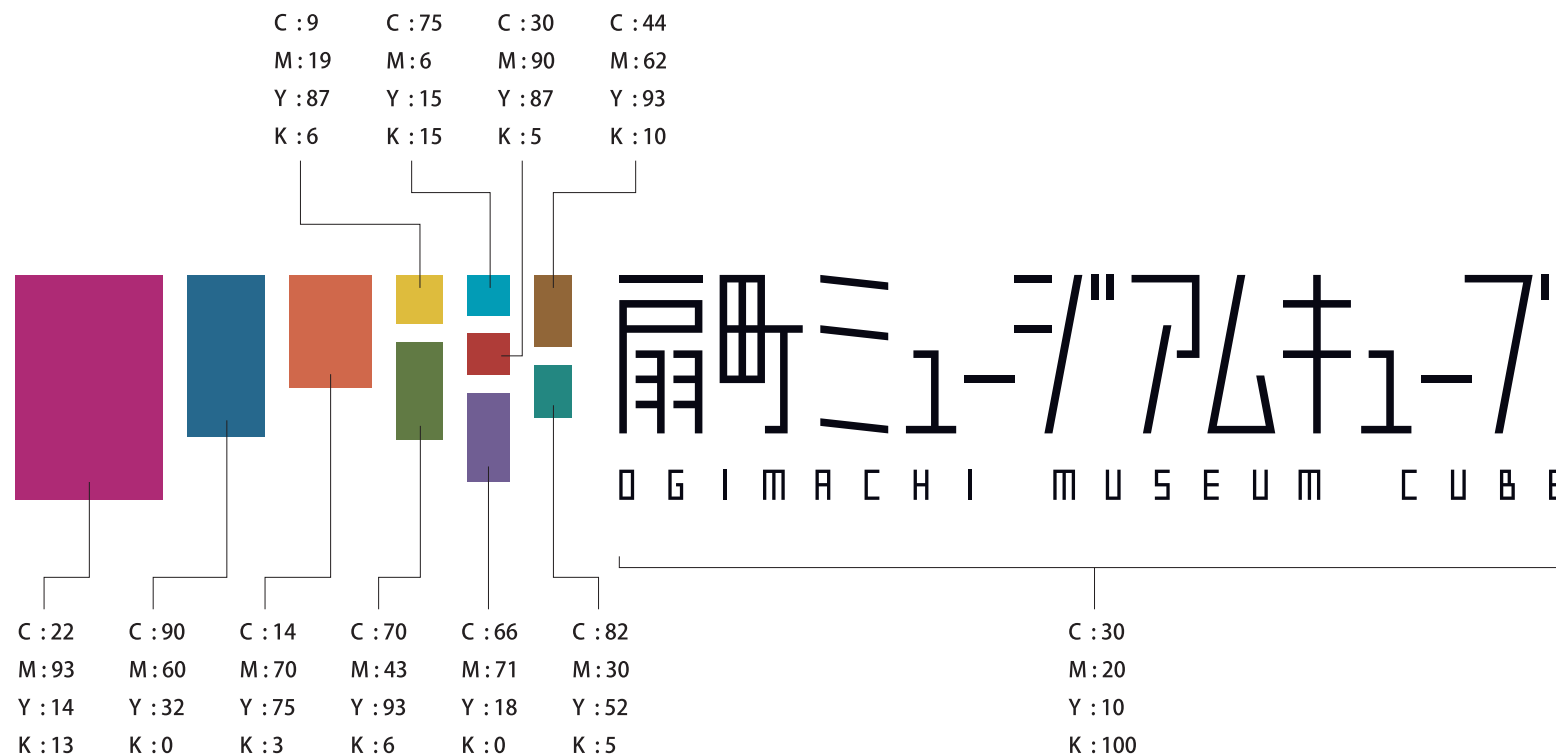 C:9 C:75 C:30 C:44
M:19 M:6 M:90 M:62
Y:87 Y:15 Y:87 Y:93
K:6 K:15 K:5 K:10
扇町ミュージアムキューブ
OGIMACHI MUSEUM CUBE
C:22 C:90 C:14 C:70 C:66 C:82 C:30
M:93 M:60 M:70 M:43 M:71 M:30 M:20
Y:14 Y:32 Y:75 Y:93 Y:18 Y:52 Y:10
K:13 K:0 K:3 K:6 K:0 K:5 K:100